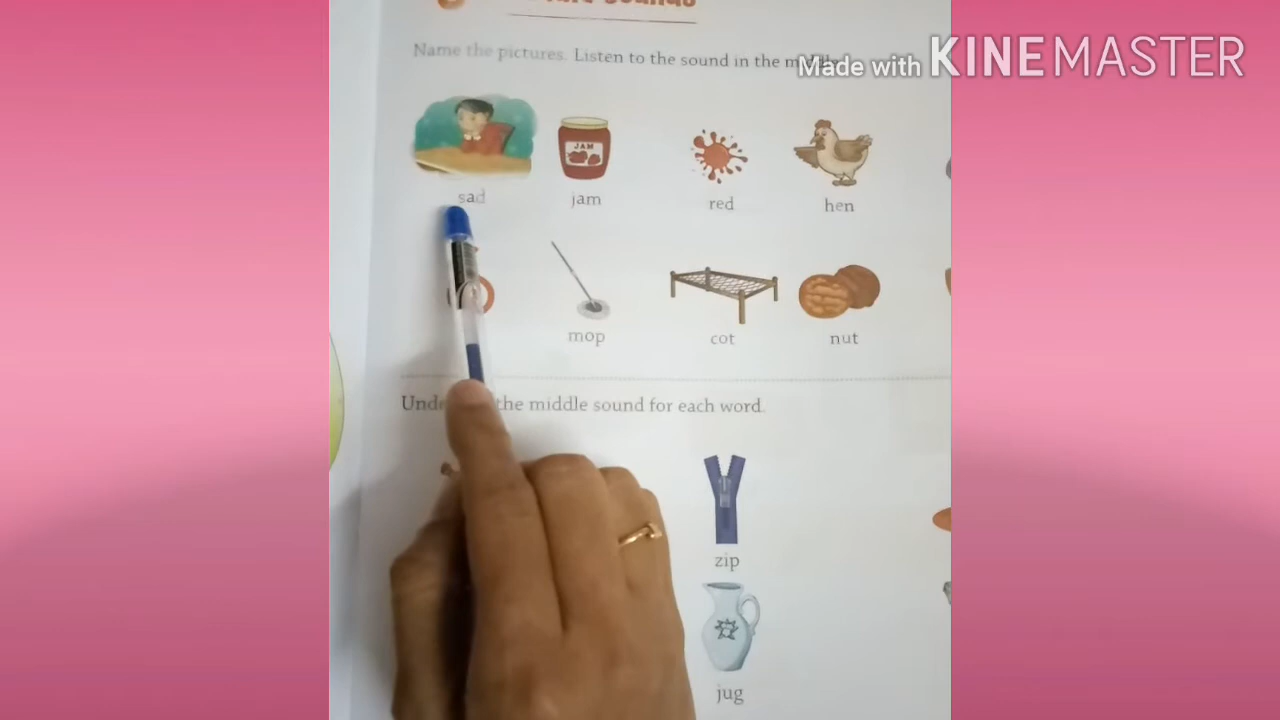 Name the pictures. Listen to the sound in the
Made with KINEMASTER
JAM
sad jam red hen
mop cot nut
the middle sound for each word.
zip
jug